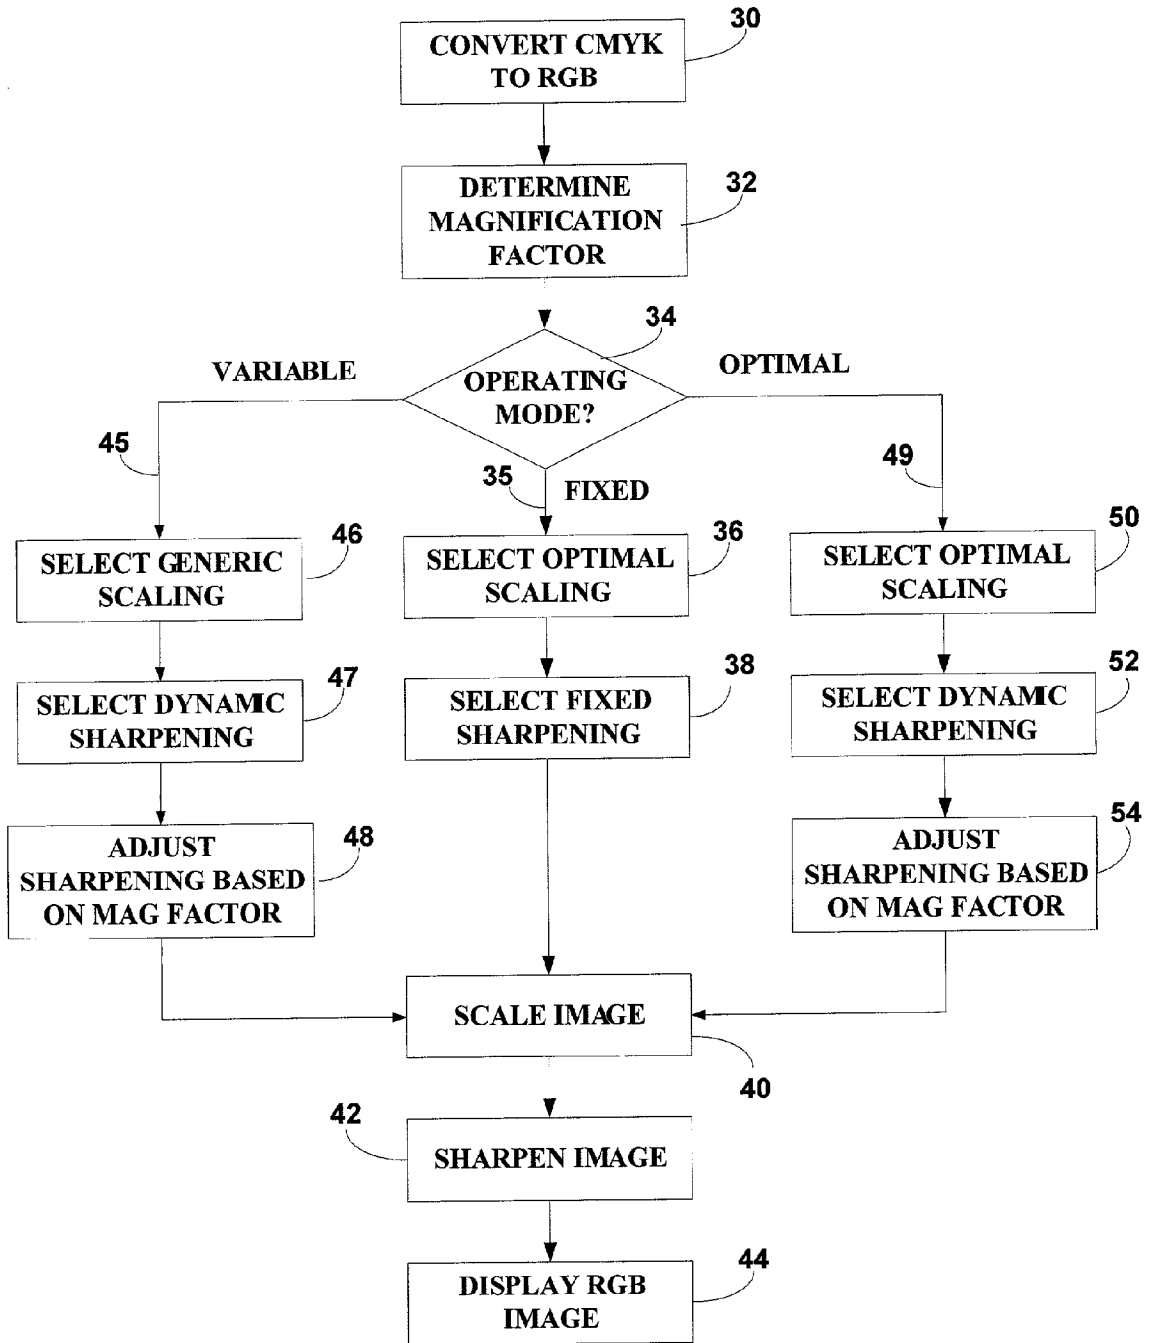 30
CONVERT CMYK
TO RGB
32
DETERMINE
MAGNIFICATION
FACTOR
34
VARIABLE
OPERATING
MODE?
OPTIMAL
45
35
FIXED
49
46
SELECT GENERIC
SCALING
36
SELECT OPTIMAL
SCALING
50
SELECT OPTIMAL
SCALING
47
SELECT DYNAMIC
SHARPENING
38
SELECT FIXED
SHARPENING
52
SELECT DYNAMIC
SHARPENING
48
ADJUST
SHARPENING BASED
ON MAG FACTOR
54
ADJUST
SHARPENING BASED
ON MAG FACTOR
SCALE IMAGE
40
42
SHARPEN IMAGE
44
DISPLAY RGB
IMAGE